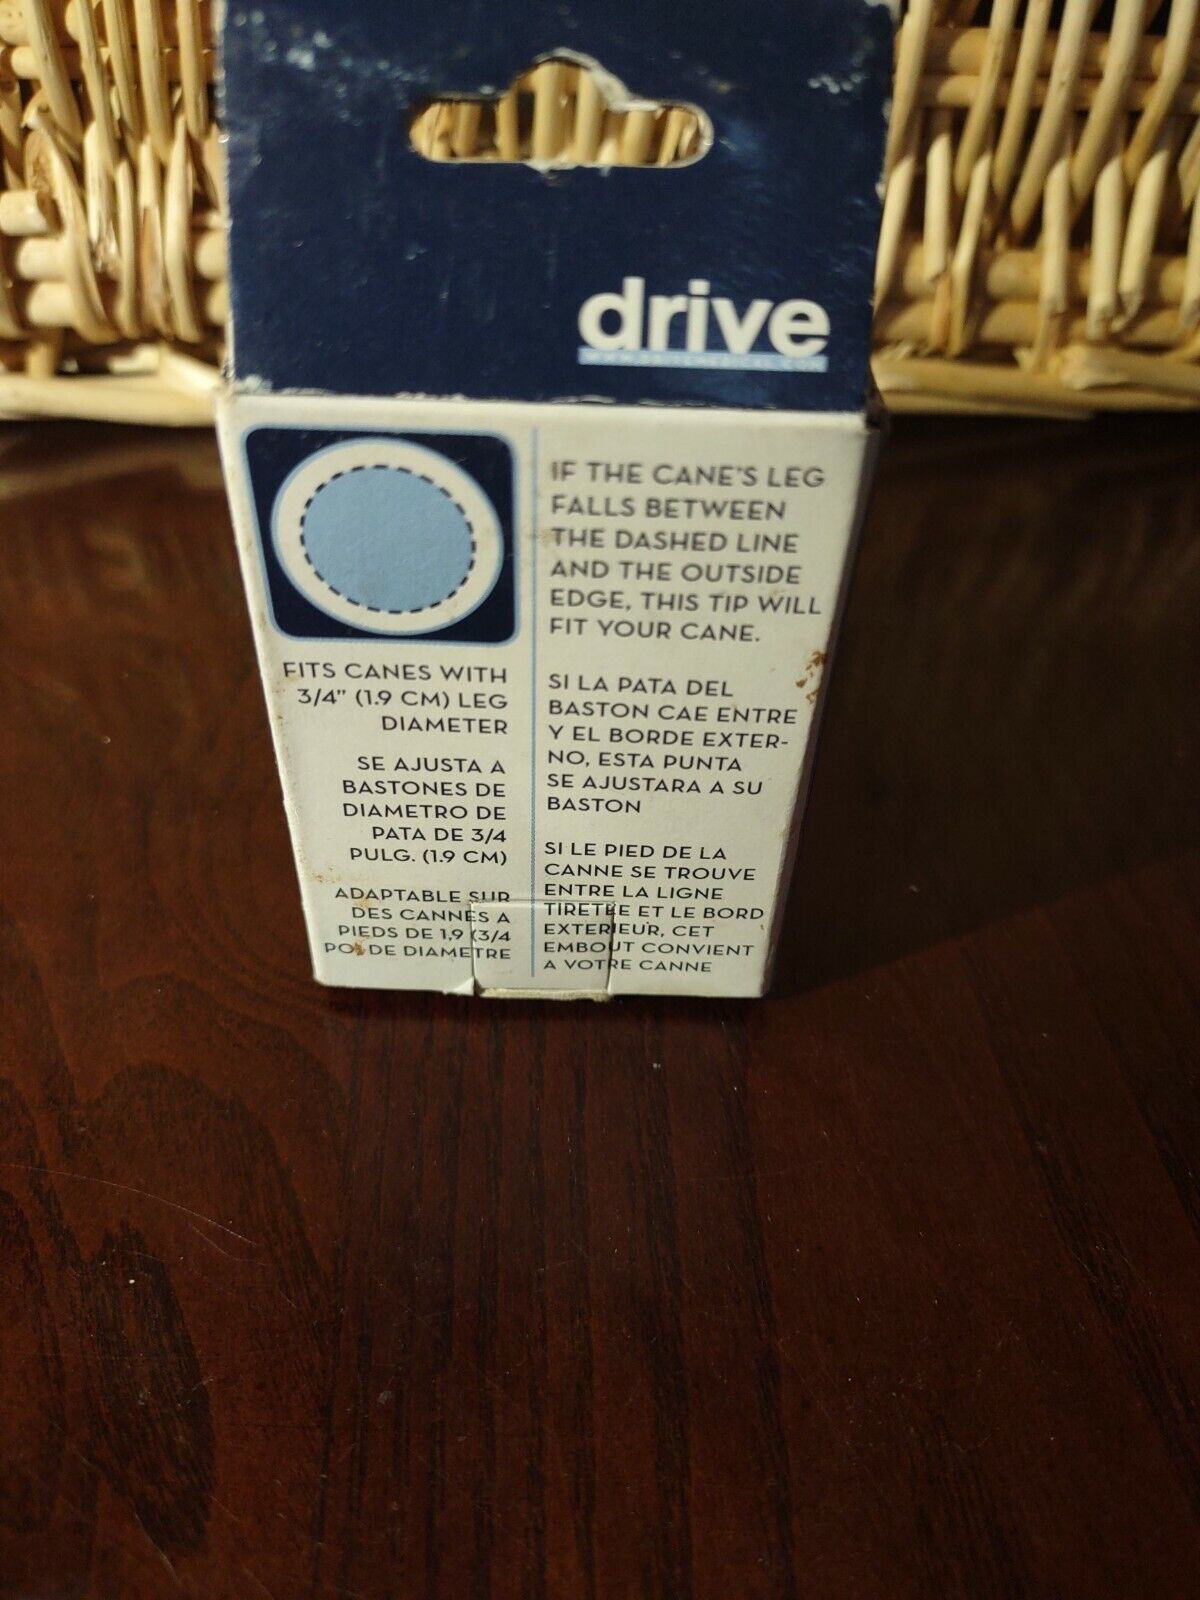 drive
FITS CANES WITH
3/4" (1.9 CM) LEG
DIAMETER
SE AJUSTA A
BASTONES DE
DIAMETRO DE
PATA DE 3/4
PULG. (1.9 CM)
ADAPTABLE SUR
DES CANNES A
PIEDS DE 1,9 (3/4
DE DIAMETRE
IF THE CANE'S LEG
FALLS BETWEEN
THE DASHED LINE
AND THE OUTSIDE
EDGE, THIS TIP WILL
FIT YOUR CANE.
SI LA PATA DEL
BASTON CAE ENTRE
Y EL BORDE EXTER-
NO, ESTA PUNTA
SE AJUSTARA A SU
BASTON
SI LE PIED DE LA
CANNE SE TROUVE
ENTRE LA LIGNE
TIRETEE ET LE BORD
EXTERIEUR, CET
EMBOUT CONVIENT
A VOTRE CANNE